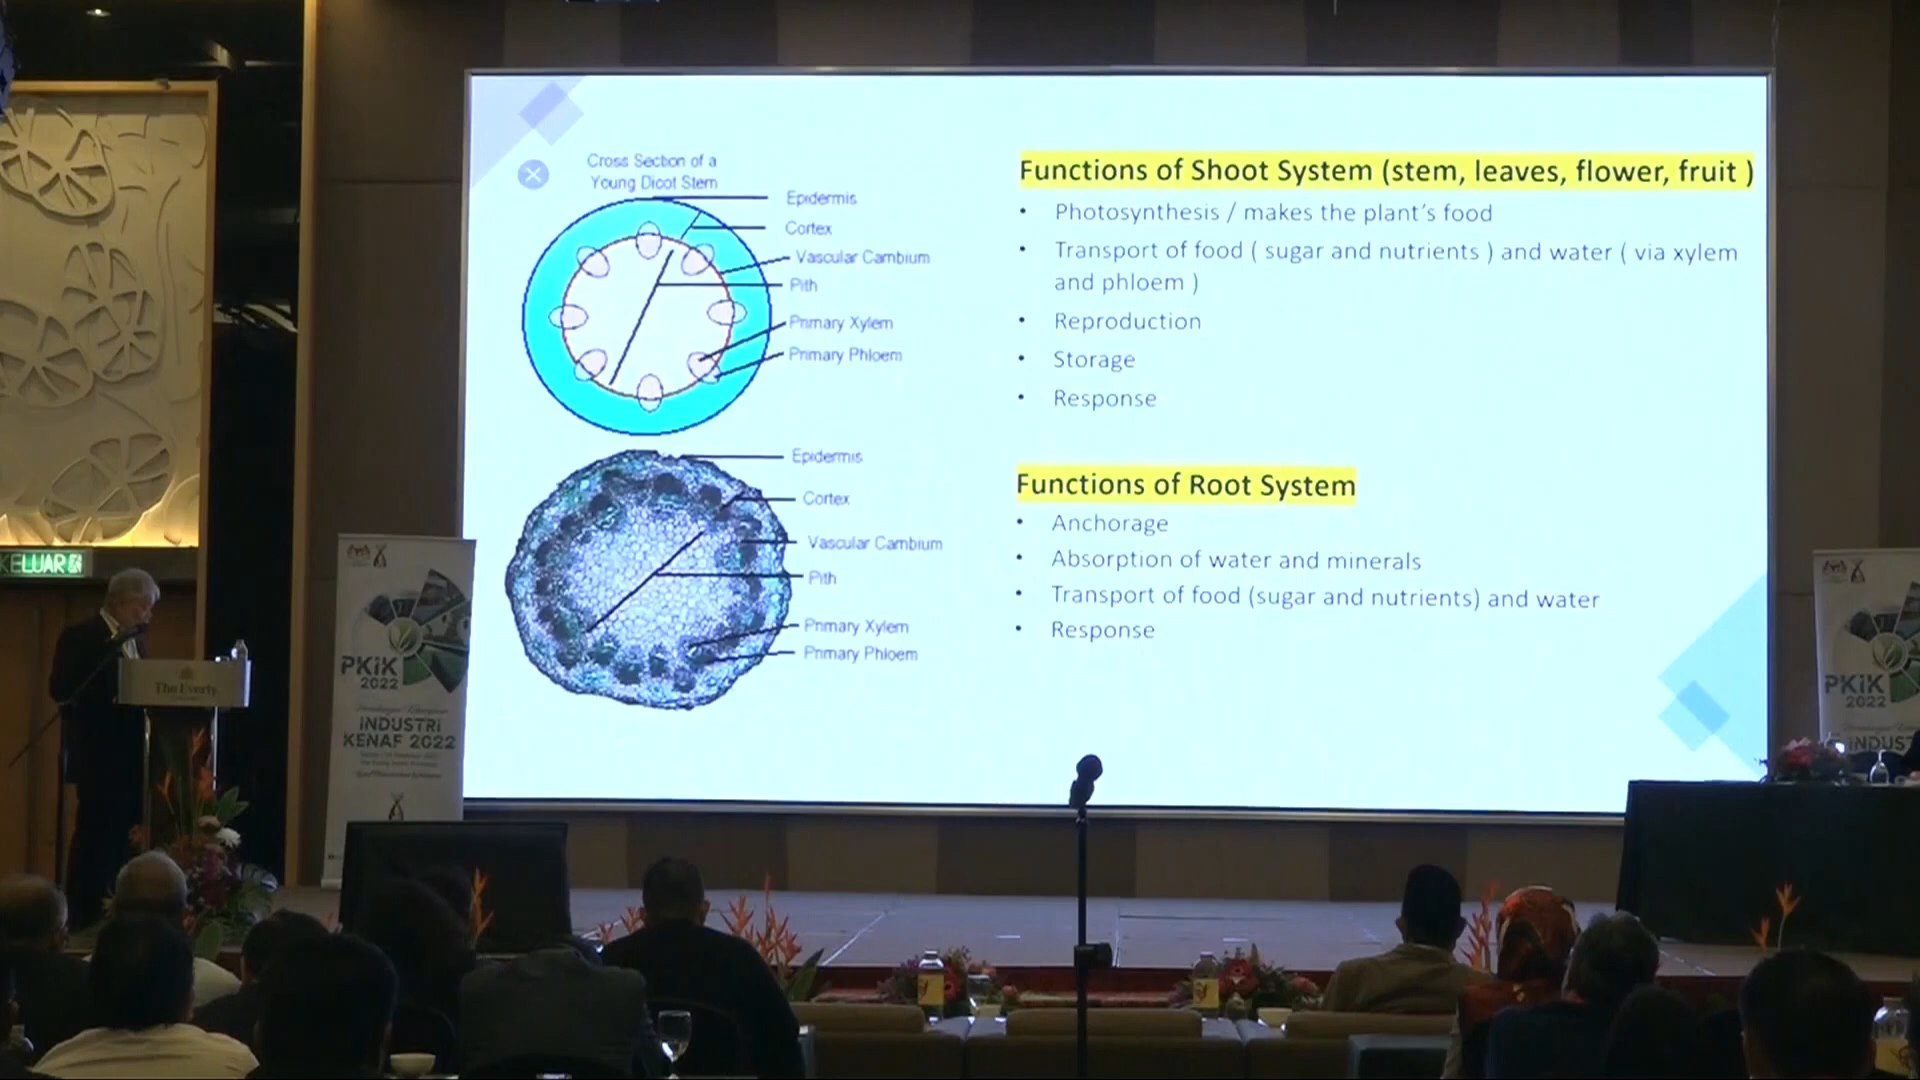 Cross Section of a
Young Dicot Stem
Epidermis
Cortex
Vascular Cambium
Pith
Primary Xylem
Primary Phloem
Epidermis
Cortex
Vascular Cambium
Pith
Primary Xylem
Primary Phloem
Functions of Shoot System (stem, leaves, flower, fruit )
• Photosynthesis / makes the plant's food
• Transport of food ( sugar and nutrients ) and water ( via xylem
and phloem )
• Reproduction
• Storage
• Response
Functions of Root System
• Anchorage
• Absorption of water and minerals
• Transport of food (sugar and nutrients) and water
• Response
KELUAR
The Everly
PKiK
2022
INDUSTRI
KENAF 2022
PKiK
2022
INDUST